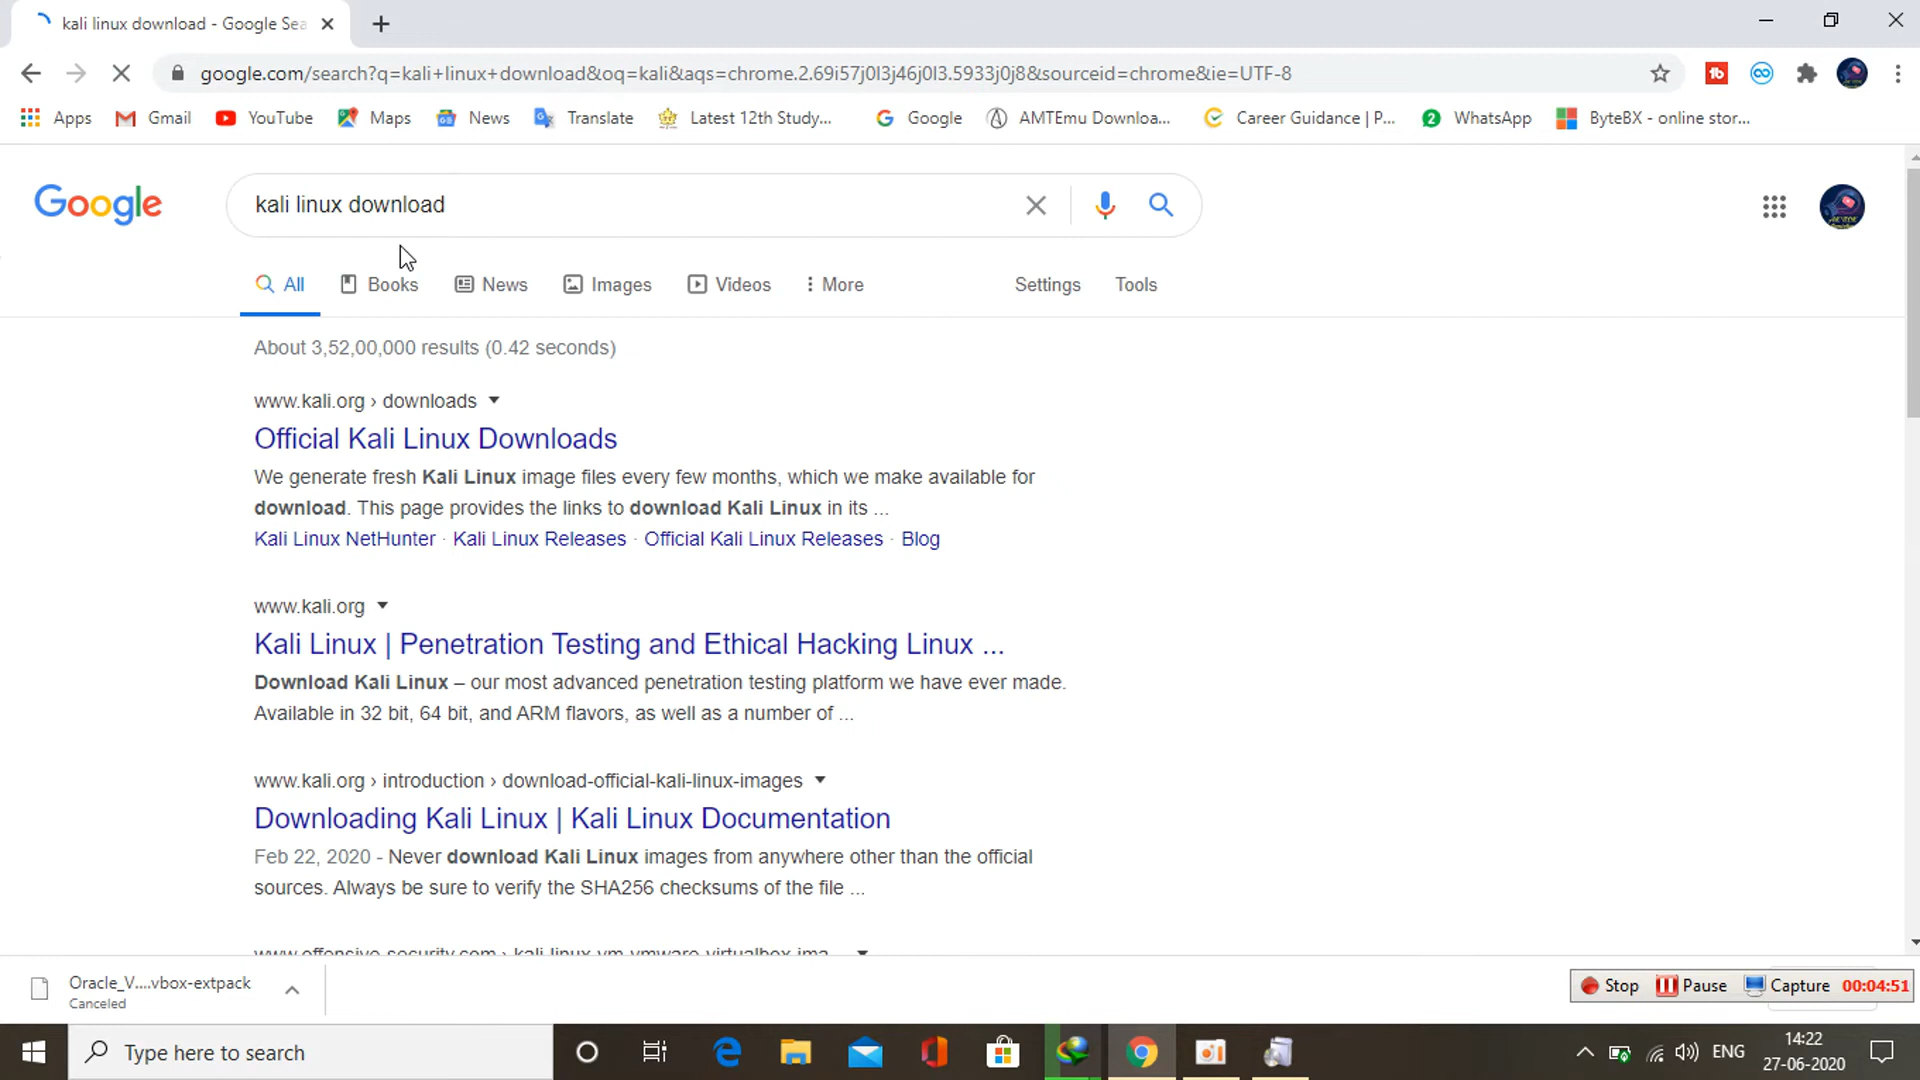 kali linux download - Google Sea
google.com/search?q=kali+linux+download&oq=kali&aqs=chrome.2.69i57j0l3j46j0l3.5933j0j8&sourceid=chrome&ie=UTF-8
Apps Gmail YouTube Maps News Translate Latest 12th Study... Google AMTEmu Downloa... Career Guidance | P... 2 WhatsApp ByteBX - online stor...
Google kali linux download
All Books News Images Videos More Settings Tools
About 3,52,00,000 results (0.42 seconds)
www.kali.org › downloads
Official Kali Linux Downloads
We generate fresh Kali Linux image files every few months, which we make available for
download. This page provides the links to download Kali Linux in its ...
Kali Linux NetHunter · Kali Linux Releases · Official Kali Linux Releases · Blog
www.kali.org
Kali Linux | Penetration Testing and Ethical Hacking Linux ...
Download Kali Linux – our most advanced penetration testing platform we have ever made.
Available in 32 bit, 64 bit, and ARM flavors, as well as a number of ...
www.kali.org › introduction › download-official-kali-linux-images
Downloading Kali Linux | Kali Linux Documentation
Feb 22, 2020 - Never download Kali Linux images from anywhere other than the official
sources. Always be sure to verify the SHA256 checksums of the file ...
www.offensive-security.com › kali-linux-vm-vmware-virtualbox-ima...
Oracle_V....vbox-extpack
Canceled
Stop Pause Capture 00:04:51
Type here to search
ENG
14:22
27-06-2020